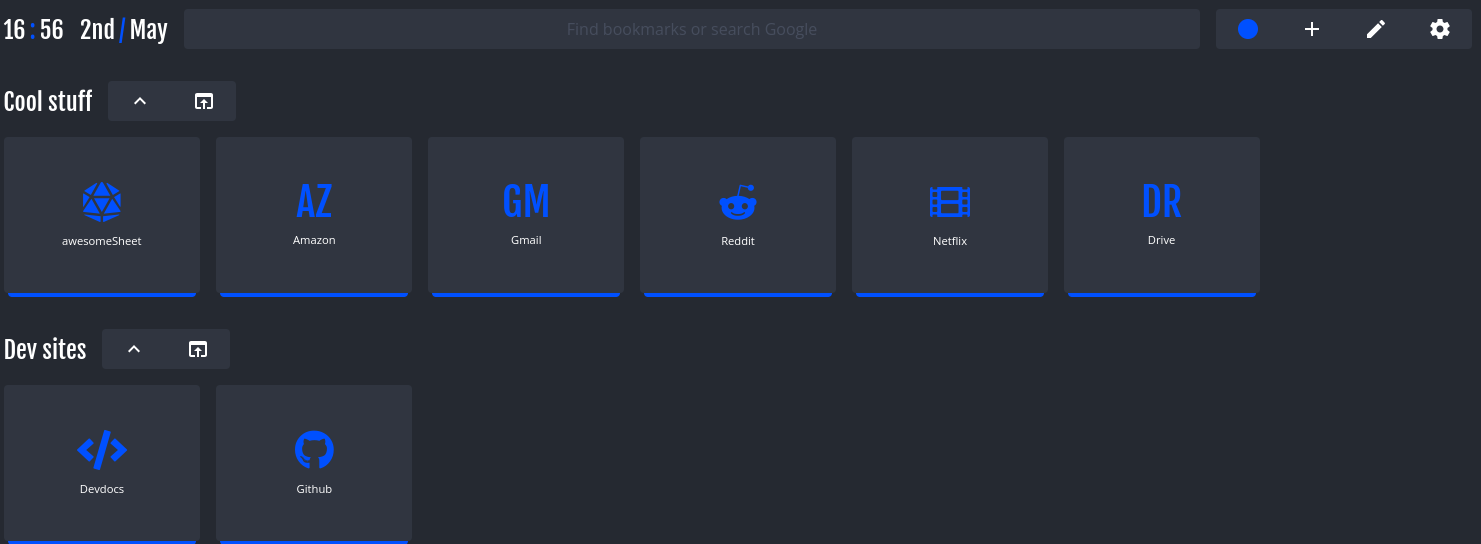 16:56 2nd/May Find bookmarks or search Google
Cool stuff
AZ GM DR
awesomeSheet Amazon Gmail Reddit Netflix Drive
Dev sites
Devdocs Github